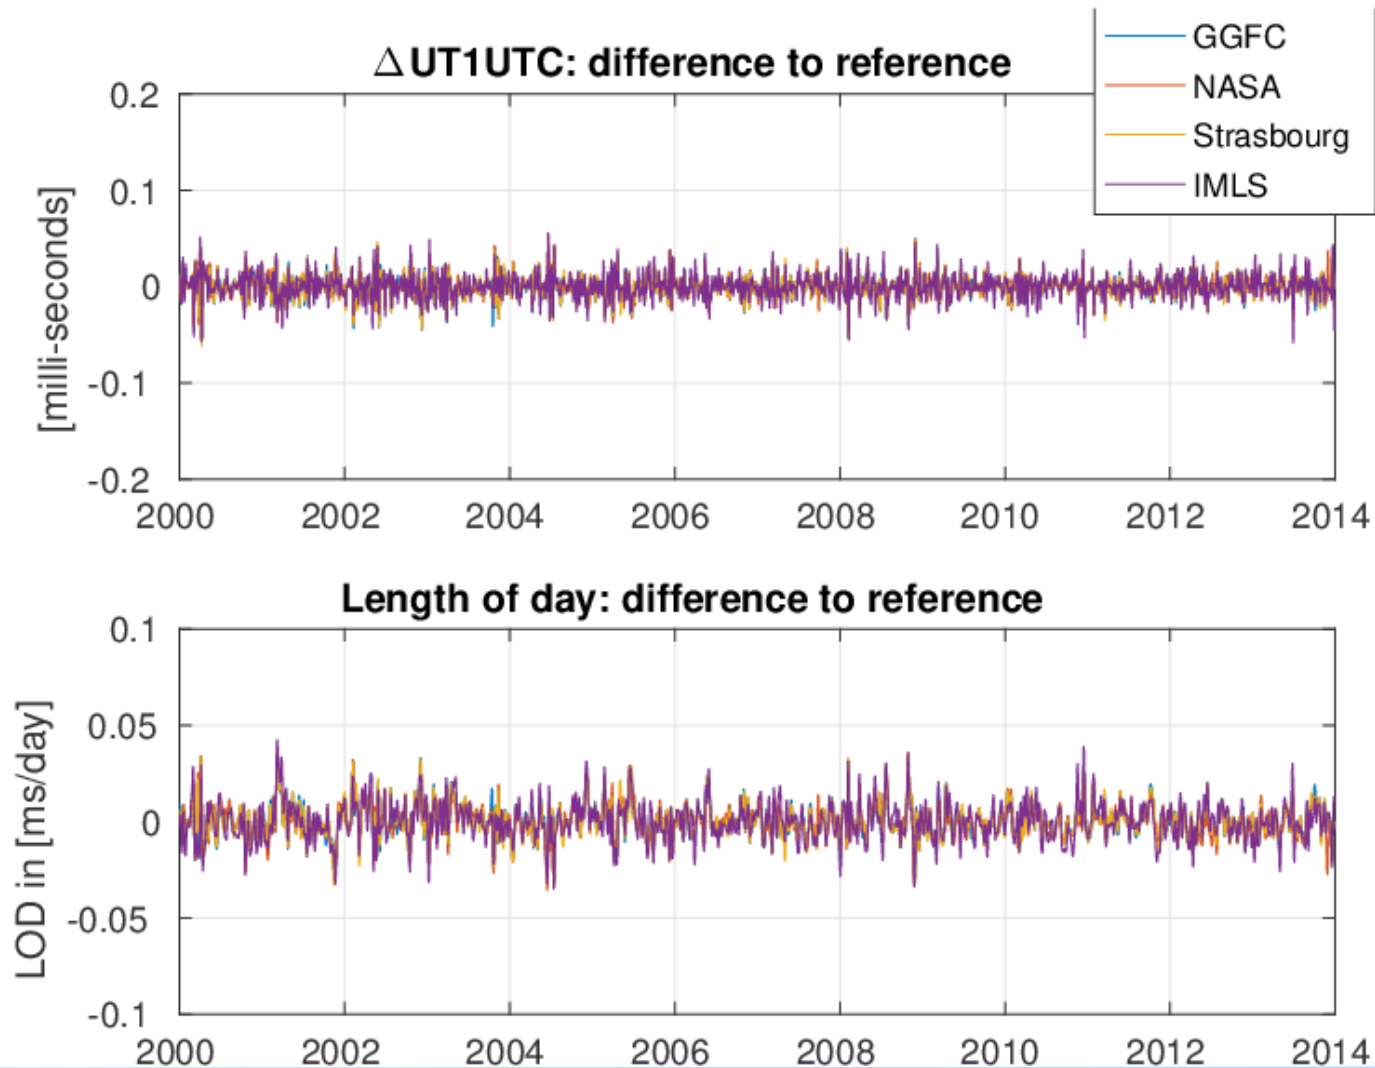 GGFC
NASA
Strasbourg
IMLS
Δ UT1UTC: difference to reference
[milli-seconds]
0.2
0.1
0
-0.1
-0.2
2000 2002 2004 2006 2008 2010 2012 2014
Length of day: difference to reference
LOD in [ms/day]
0.1
0.05
0
-0.05
-0.1
2000 2002 2004 2006 2008 2010 2012 2014